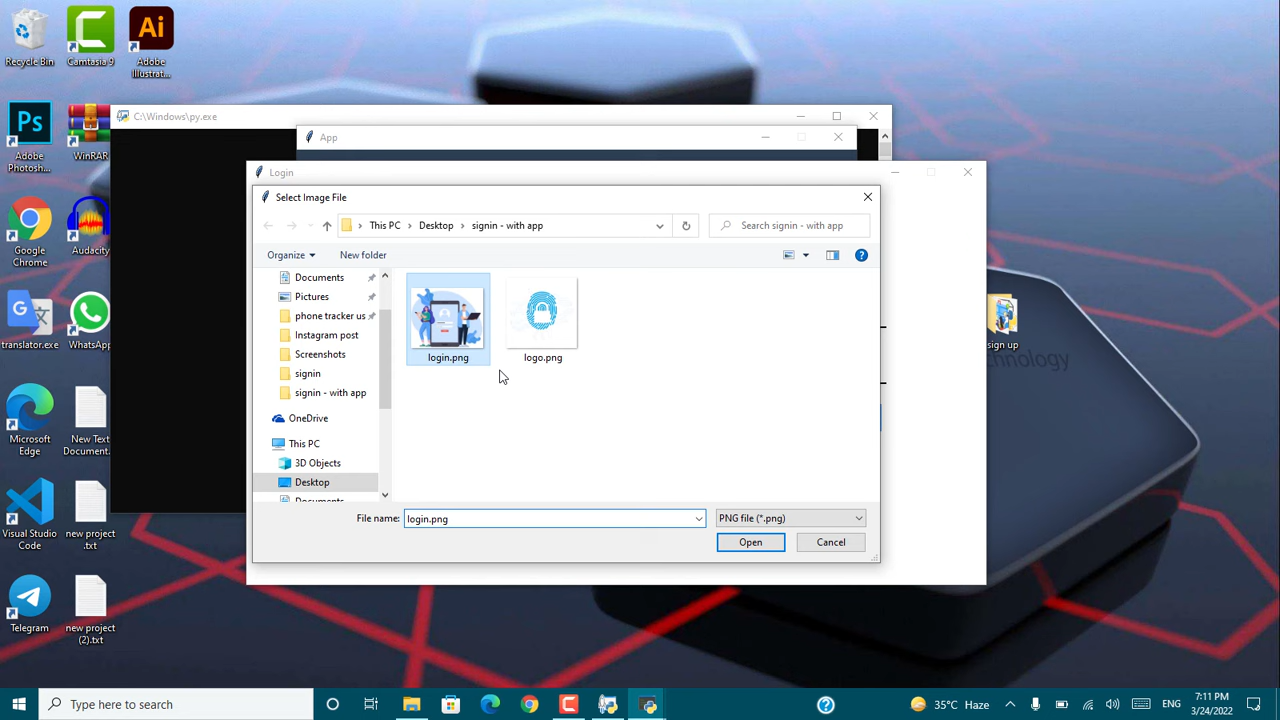 Recycle Bin
Camtasia 9
Ai
Adobe
Illustrat...
Ps
Adobe
Photosh...
WinRAR
Google
Chrome
Audacity
translator.exe
WhatsApp
Microsoft
Edge
New Text
Document...
Visual Studio
Code
new project
.txt
Telegram
new project
(2).txt
C:\Windows\py.exe
App
Login
Select Image File
This PC
Desktop
signin - with app
Search signin - with app
Organize
New folder
Documents
Pictures
phone tracker us
Instagram post
Screenshots
signin
signin - with app
OneDrive
This PC
3D Objects
Desktop
Documents
login.png
logo.png
File name:
login.png
PNG file (*.png)
Open
Cancel
sign up
Technology
Type here to search
35°C Haze
ENG
7:11 PM
3/24/2022